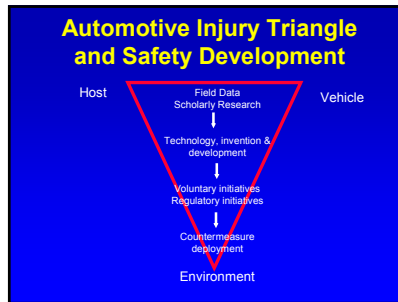 Automotive Injury Triangle
and Safety Development
Host
Vehicle
Field Data
Scholarly Research
Technology, invention &
development
Voluntary initiatives
Regulatory initiatives
Countermeasure
deployment
Environment